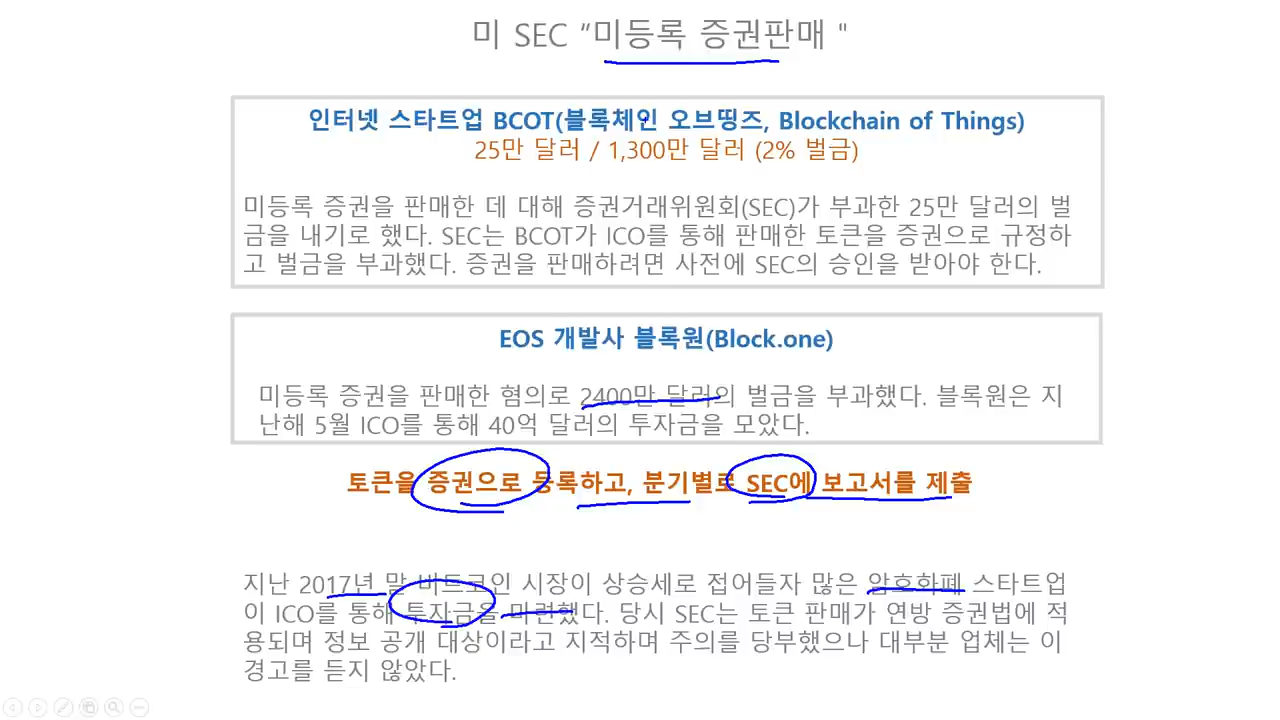 미 SEC “미등록 증권판매 "
인터넷 스타트업 BCOT(블록체인 오브띵즈, Blockchain of Things)
25만 달러 / 1,300만 달러 (2% 벌금)
미등록 증권을 판매한 데 대해 증권거래위원회(SEC)가 부과한 25만 달러의 벌
금을 내기로 했다. SEC는 BCOT가 ICO를 통해 판매한 토큰을 증권으로 규정하
고 벌금을 부과했다. 증권을 판매하려면 사전에 SEC의 승인을 받아야 한다.
EOS 개발사 블록원(Block.one)
미등록 증권을 판매한 혐의로 2400만 달러의 벌금을 부과했다. 블록원은 지
난해 5월 ICO를 통해 40억 달러의 투자금을 모았다.
토큰을 증권으로 등록하고, 분기별로 SEC에 보고서를 제출
지난 2017년 말 비트코인 시장이 상승세로 접어들자 많은 암호화폐 스타트업
이 ICO를 통해 투자금을 마련했다. 당시 SEC는 토큰 판매가 연방 증권법에 적
용되며 정보 공개 대상이라고 지적하며 주의를 당부했으나 대부분 업체는 이
경고를 듣지 않았다.